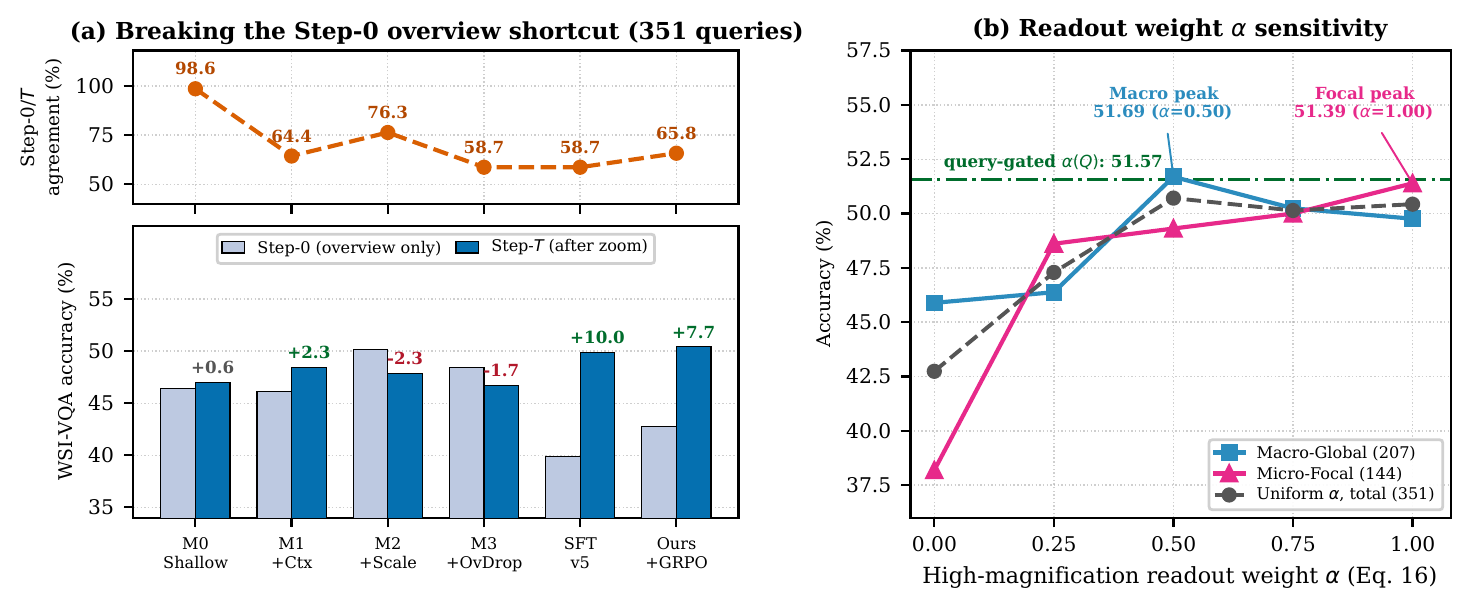 (a) Breaking the Step-0 overview shortcut (351 queries)
Step-0/T
agreement (%)
100
75
50
98.6
64.4
76.3
58.7
58.7
65.8
Step-0 (overview only)
Step-T (after zoom)
WSI-VQA accuracy (%)
55
50
45
40
35
+0.6
+2.3
-2.3
-1.7
+10.0
+7.7
M0
Shallow
M1
+Ctx
M2
+Scale
M3
+OvDrop
SFT
v5
Ours
+GRPO
(b) Readout weight α sensitivity
Accuracy (%)
57.5
55.0
52.5
50.0
47.5
45.0
42.5
40.0
37.5
Macro peak
51.69 (α=0.50)
Focal peak
51.39 (α=1.00)
query-gated α(Q): 51.57
Macro-Global (207)
Micro-Focal (144)
Uniform α, total (351)
0.00
0.25
0.50
0.75
1.00
High-magnification readout weight α (Eq. 16)